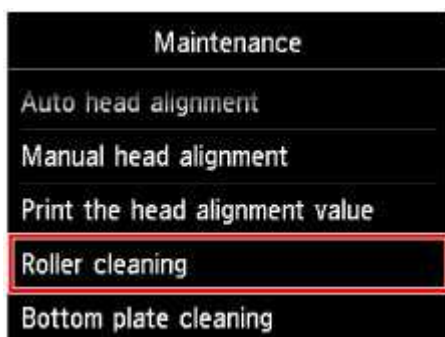 Maintenance
Auto head alignment
Manual head alignment
Print the head alignment value
Roller cleaning
Bottom plate cleaning